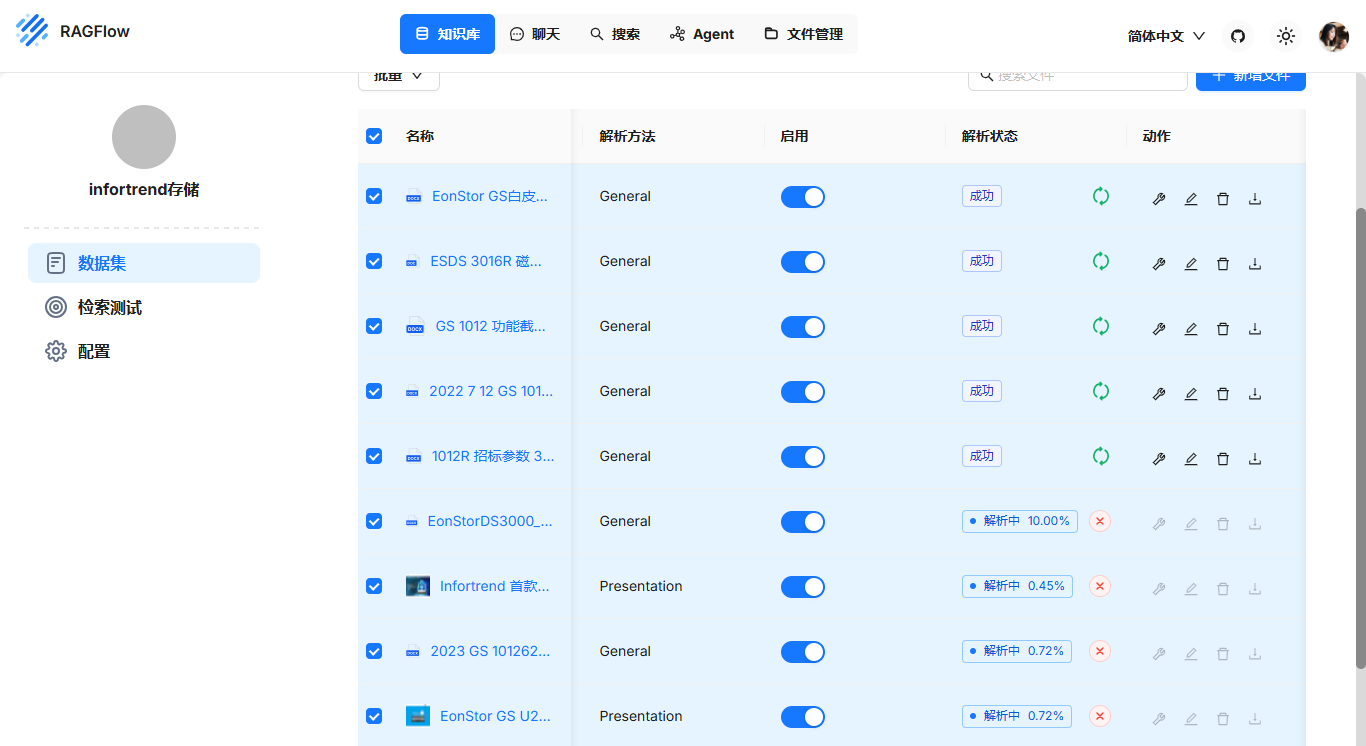 RAGFlow
知识库
聊天
搜索
Agent
文件管理
简体中文
批量
搜索文件
新增文件
infortrend存储
数据集
检索测试
配置
名称 解析方法 启用 解析状态 动作
EonStor GS白皮... General 成功
ESDS 3016R 磁... General 成功
GS 1012 功能截... General 成功
2022 7 12 GS 101... General 成功
1012R 招标参数 3... General 成功
EonStorDS3000_... General 解析中 10.00%
Infortrend 首款... Presentation 解析中 0.45%
2023 GS 101262... General 解析中 0.72%
EonStor GS U2... Presentation 解析中 0.72%